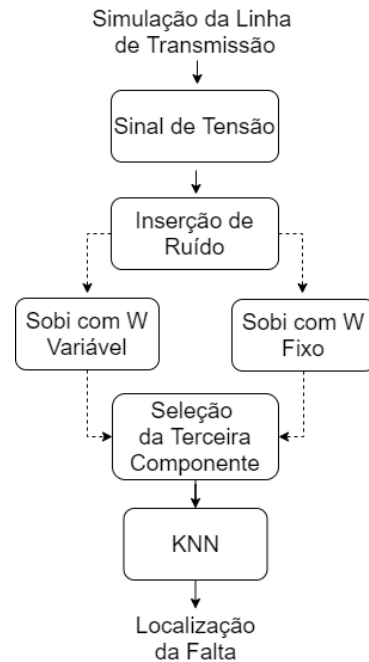 Simulação da Linha
de Transmissão
Sinal de Tensão
Inserção de
Ruído
Sobi com W
Variável
Sobi com W
Fixo
Seleção
da Terceira
Componente
KNN
Localização
da Falta